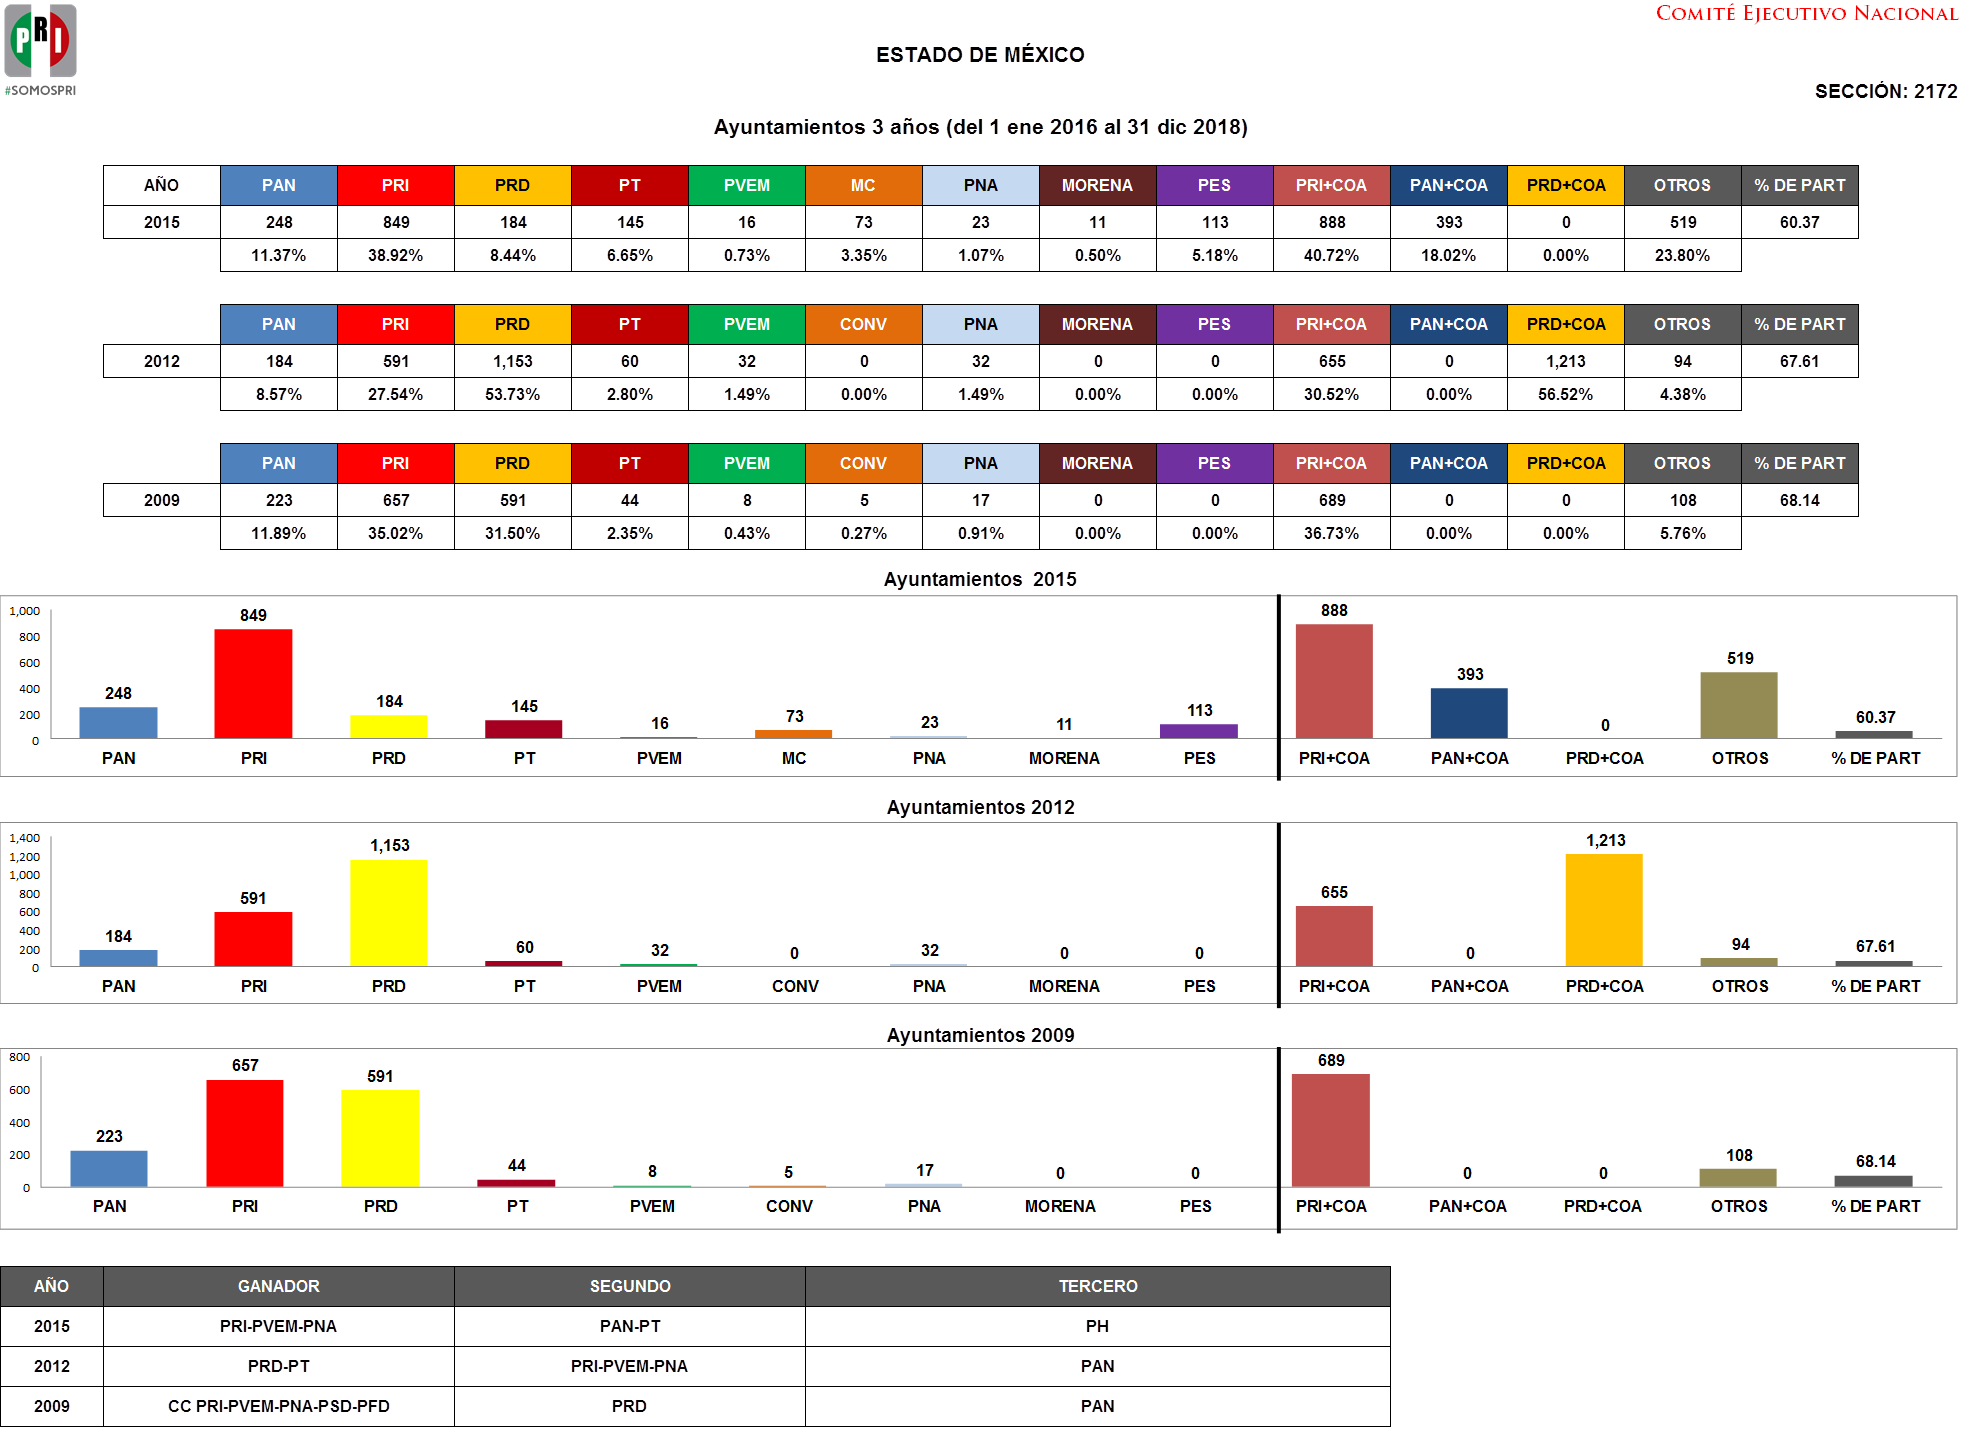 PRI
#SOMOSPRI
COMITÉ EJECUTIVO NACIONAL
ESTADO DE MÉXICO
SECCIÓN: 2172
Ayuntamientos 3 años (del 1 ene 2016 al 31 dic 2018)
AÑO PAN PRI PRD PT PVEM MC PNA MORENA PES PRI+COA PAN+COA PRD+COA OTROS % DE PART
2015 248 849 184 145 16 73 23 11 113 888 393 0 519 60.37
11.37% 38.92% 8.44% 6.65% 0.73% 3.35% 1.07% 0.50% 5.18% 40.72% 18.02% 0.00% 23.80%
PAN PRI PRD PT PVEM CONV PNA MORENA PES PRI+COA PAN+COA PRD+COA OTROS % DE PART
2012 184 591 1,153 60 32 0 32 0 0 655 0 1,213 94 67.61
8.57% 27.54% 53.73% 2.80% 1.49% 0.00% 1.49% 0.00% 0.00% 30.52% 0.00% 56.52% 4.38%
PAN PRI PRD PT PVEM CONV PNA MORENA PES PRI+COA PAN+COA PRD+COA OTROS % DE PART
2009 223 657 591 44 8 5 17 0 0 689 0 0 108 68.14
11.89% 35.02% 31.50% 2.35% 0.43% 0.27% 0.91% 0.00% 0.00% 36.73% 0.00% 0.00% 5.76%
Ayuntamientos 2015
1,000
800
600
400
200
0
248 849 184 145 16 73 23 11 113 888 393 0 519 60.37
PAN PRI PRD PT PVEM MC PNA MORENA PES PRI+COA PAN+COA PRD+COA OTROS % DE PART
Ayuntamientos 2012
1,400
1,200
1,000
800
600
400
200
0
184 591 1,153 60 32 0 32 0 0 655 0 1,213 94 67.61
PAN PRI PRD PT PVEM CONV PNA MORENA PES PRI+COA PAN+COA PRD+COA OTROS % DE PART
Ayuntamientos 2009
800
600
400
200
0
223 657 591 44 8 5 17 0 0 689 0 0 108 68.14
PAN PRI PRD PT PVEM CONV PNA MORENA PES PRI+COA PAN+COA PRD+COA OTROS % DE PART
AÑO GANADOR SEGUNDO TERCERO
2015 PRI-PVEM-PNA PAN-PT PH
2012 PRD-PT PRI-PVEM-PNA PAN
2009 CC PRI-PVEM-PNA-PSD-PFD PRD PAN